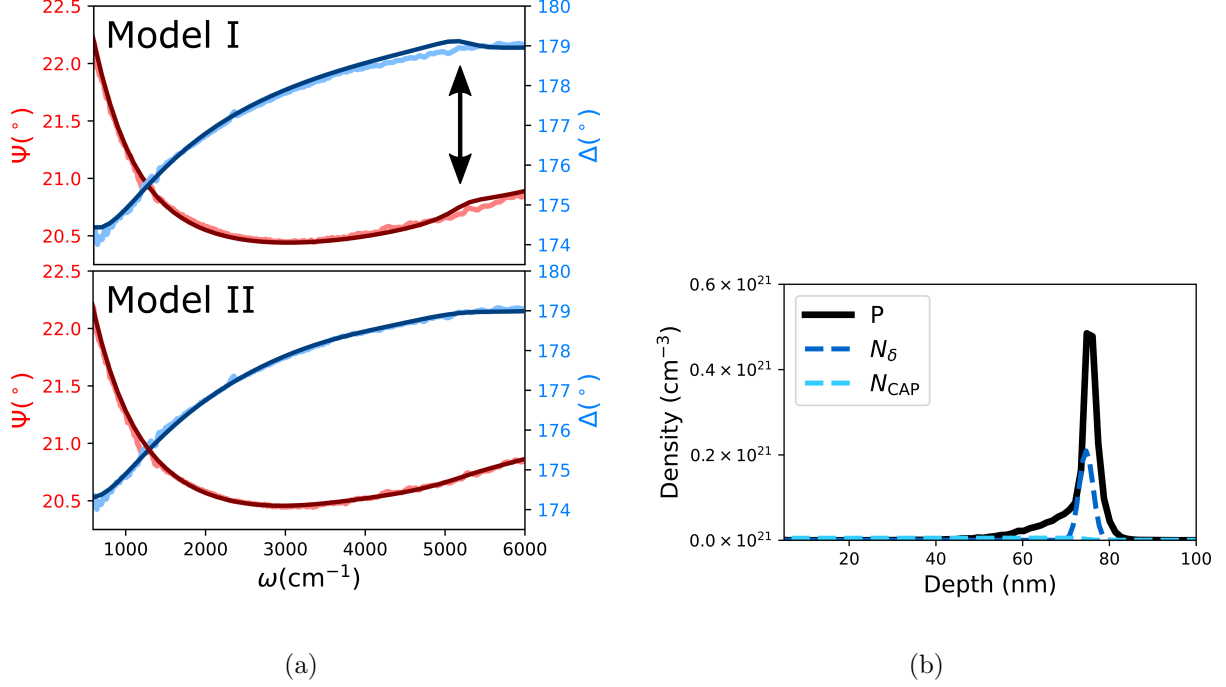 22.5
22.0
21.5
21.0
20.5
Ψ(°)
Model I
180
179
178
177
176
175
174
Δ(°)
22.5
22.0
21.5
21.0
20.5
Ψ(°)
Model II
180
179
178
177
176
175
174
Δ(°)
1000 2000 3000 4000 5000 6000
ω(cm⁻¹)
(a)
0.6 × 10²¹
0.4 × 10²¹
0.2 × 10²¹
0.0 × 10²¹
Density (cm⁻³)
P
N_δ
N_CAP
20 40 60 80 100
Depth (nm)
(b)